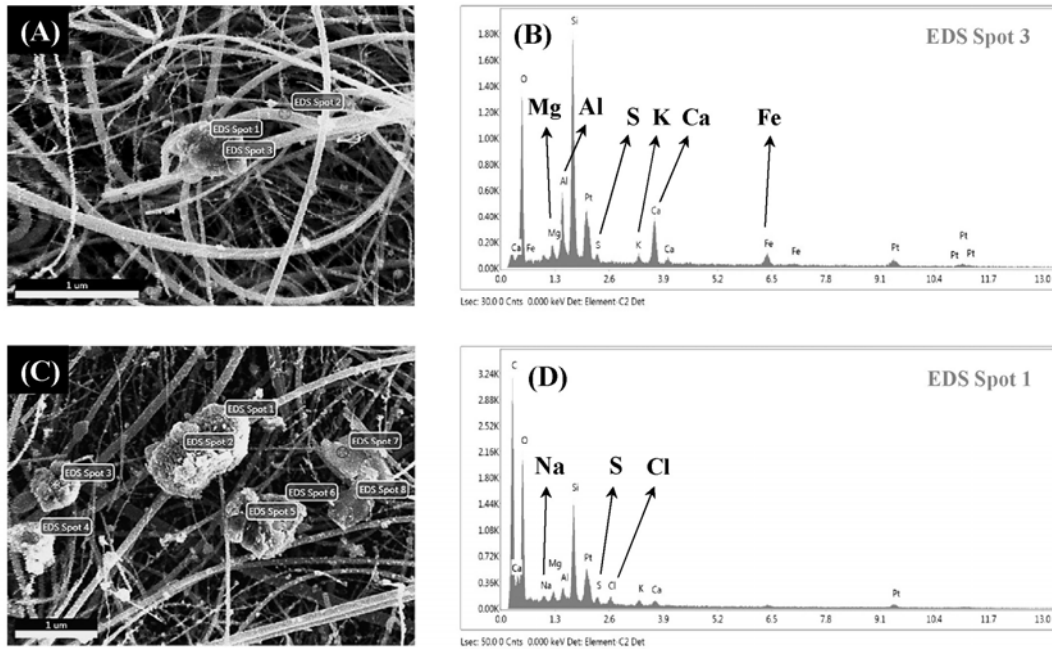 (A)
EDS Spot 2
EDS Spot 1
EDS Spot 3
1 um
(B)
EDS Spot 3
1.80K
1.60K
1.40K
1.20K
1.00K
0.80K
0.60K
0.40K
0.20K
0.00K
Si
O
Mg Al S K Ca Fe
Al
Pt
Ca
Mg
S
K
Ca
Ca Fe
Fe
Fe
Pt
Pt
Pt
Pt
0.0 1.3 2.6 3.9 5.2 6.5 7.8 9.1 10.4 11.7 13.0
Lsec: 30.0 0 Cnts 0.000 keV Det: Element-C2 Det
(C)
EDS Spot 1
EDS Spot 2
EDS Spot 7
EDS Spot 3
EDS Spot 6
EDS Spot 8
EDS Spot 5
EDS Spot 4
1 um
(D)
EDS Spot 1
3.24K
2.88K
2.52K
2.16K
1.80K
1.44K
1.08K
0.72K
0.36K
0.00K
C
O
Na S Cl
Si
Pt
Ca
Mg
Al
Na
S
Cl
K
Ca
Pt
0.0 1.3 2.6 3.9 5.2 6.5 7.8 9.1 10.4 11.7 13.0
Lsec: 50.0 0 Cnts 0.000 keV Det: Element-C2 Det